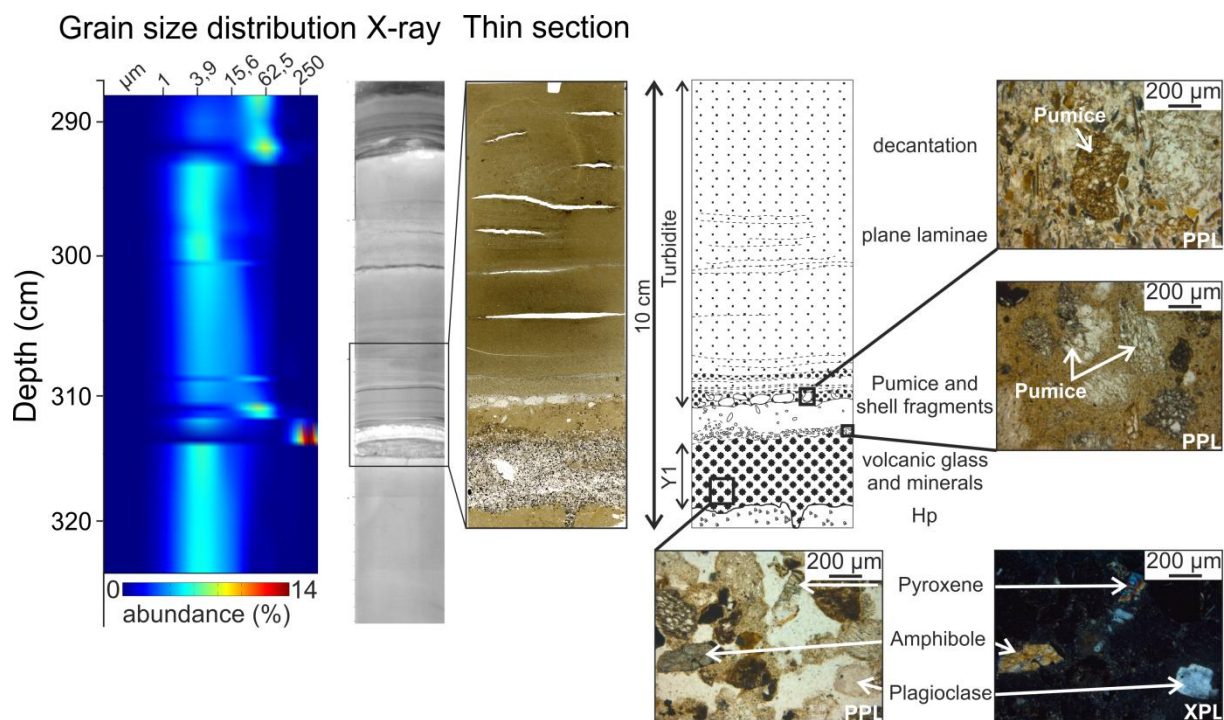 Grain size distribution X-ray Thin section
µm 1 3,9 15,6 62,5 250
290
300
310
320
Depth (cm)
0 14
abundance (%)
10 cm
Turbidite
Y1
decantation
plane laminae
Pumice and
shell fragments
volcanic glass
and minerals
Hp
200 µm
Pumice
PPL
200 µm
Pumice
PPL
200 µm
PPL
Pyroxene
Amphibole
Plagioclase
200 µm
XPL